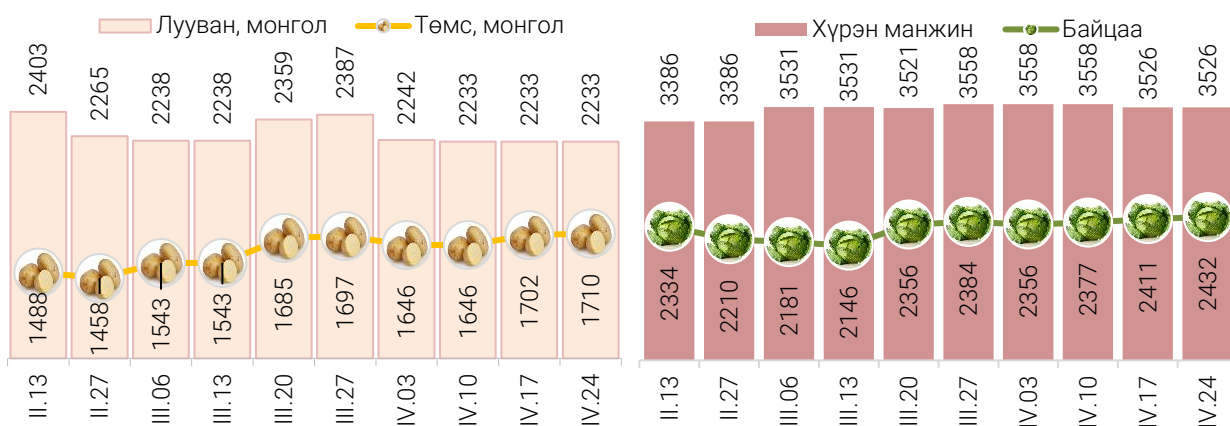 Лууван, монгол Төмс, монгол
2403 2265 2238 2238 2359 2387 2242 2233 2233 2233
1488 1458 1543 1543 1685 1697 1646 1646 1702 1710
II.13 II.27 III.06 III.13 III.20 III.27 IV.03 IV.10 IV.17 IV.24
Хүрэн манжин Байцаа
3386 3386 3531 3531 3521 3558 3558 3558 3526 3526
2334 2210 2181 2146 2356 2384 2356 2377 2411 2432
II.13 II.27 III.06 III.13 III.20 III.27 IV.03 IV.10 IV.17 IV.24